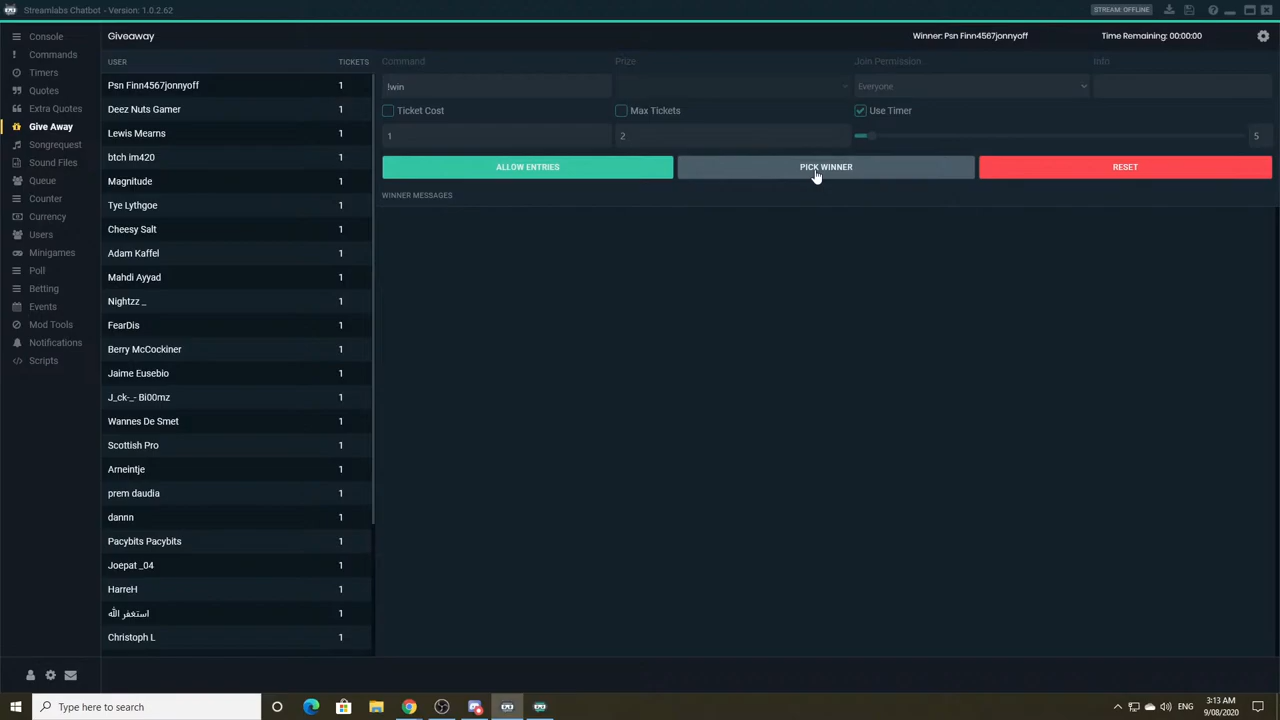 Streamlabs Chatbot - Version: 1.0.2.62
STREAM: OFFLINE
Console
Commands
Timers
Quotes
Extra Quotes
Give Away
Songrequest
Sound Files
Queue
Counter
Currency
Users
Minigames
Poll
Betting
Events
Mod Tools
Notifications
Scripts
Giveaway
Winner: Psn Finn4567jonnyoff
Time Remaining: 00:00:00
USER TICKETS
Psn Finn4567jonnyoff 1
Deez Nuts Gamer 1
Lewis Mearns 1
btch im420 1
Magnitude 1
Tye Lythgoe 1
Cheesy Salt 1
Adam Kaffel 1
Mahdi Ayyad 1
Nightzz _ 1
FearDis 1
Berry McCockiner 1
Jaime Eusebio 1
J_ck-_- Bl00mz 1
Wannes De Smet 1
Scottish Pro 1
Arneintje 1
prem daudia 1
dannn 1
Pacybits Pacybits 1
Joepat _04 1
HarreH 1
استغفر الله 1
Christoph L 1
Command Prize Join Permission Info
!win Everyone
Ticket Cost Max Tickets Use Timer
1 2 5
ALLOW ENTRIES PICK WINNER RESET
WINNER MESSAGES
Type here to search
ENG
3:13 AM
9/08/2020